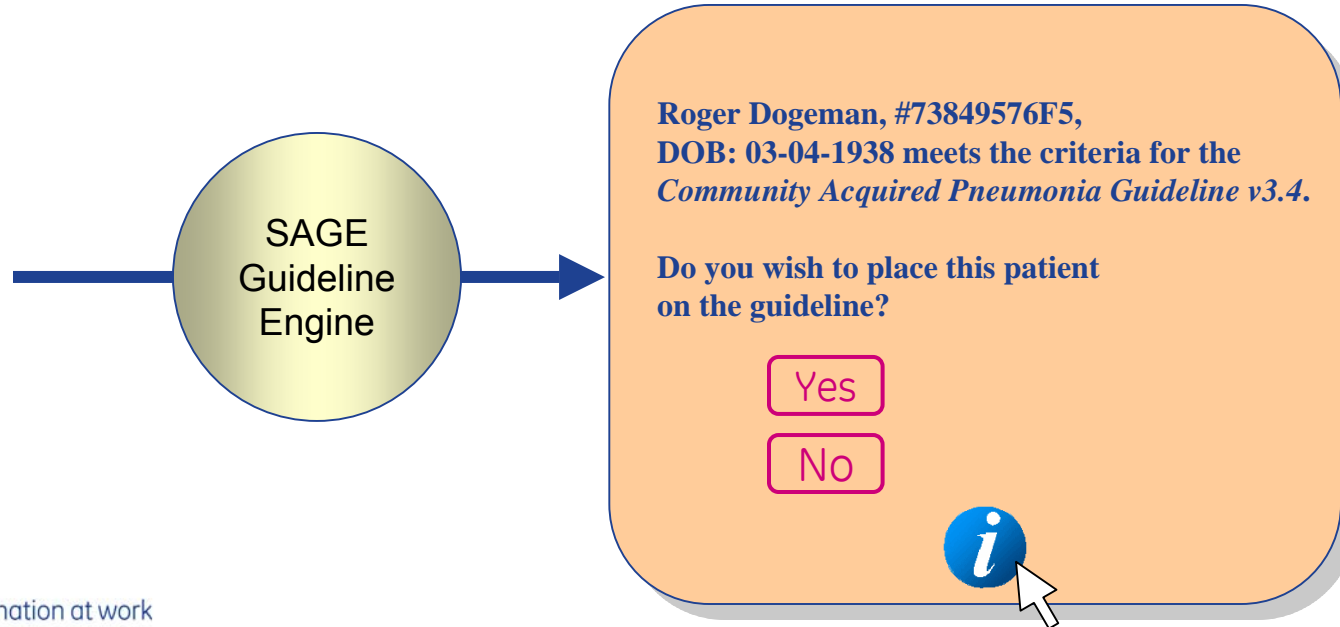 SAGE
Guideline
Engine
Roger Dogeman, #73849576F5,
DOB: 03-04-1938 meets the criteria for the
Community Acquired Pneumonia Guideline v3.4.
Do you wish to place this patient
on the guideline?
Yes
No
i
nation at work